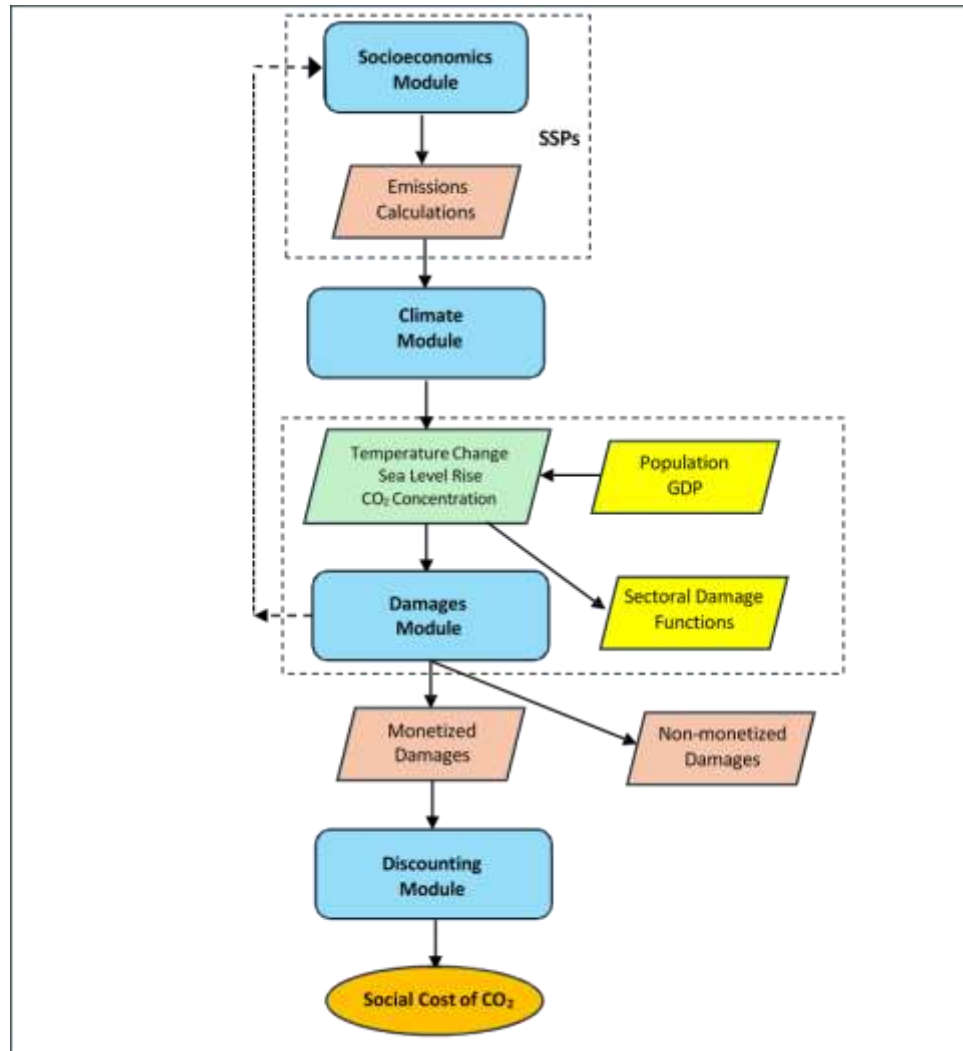 Socioeconomics
Module
SSPs
Emissions
Calculations
Climate
Module
Temperature Change
Sea Level Rise
CO₂ Concentration
Population
GDP
Damages
Module
Sectoral Damage
Functions
Monetized
Damages
Non-monetized
Damages
Discounting
Module
Social Cost of CO₂